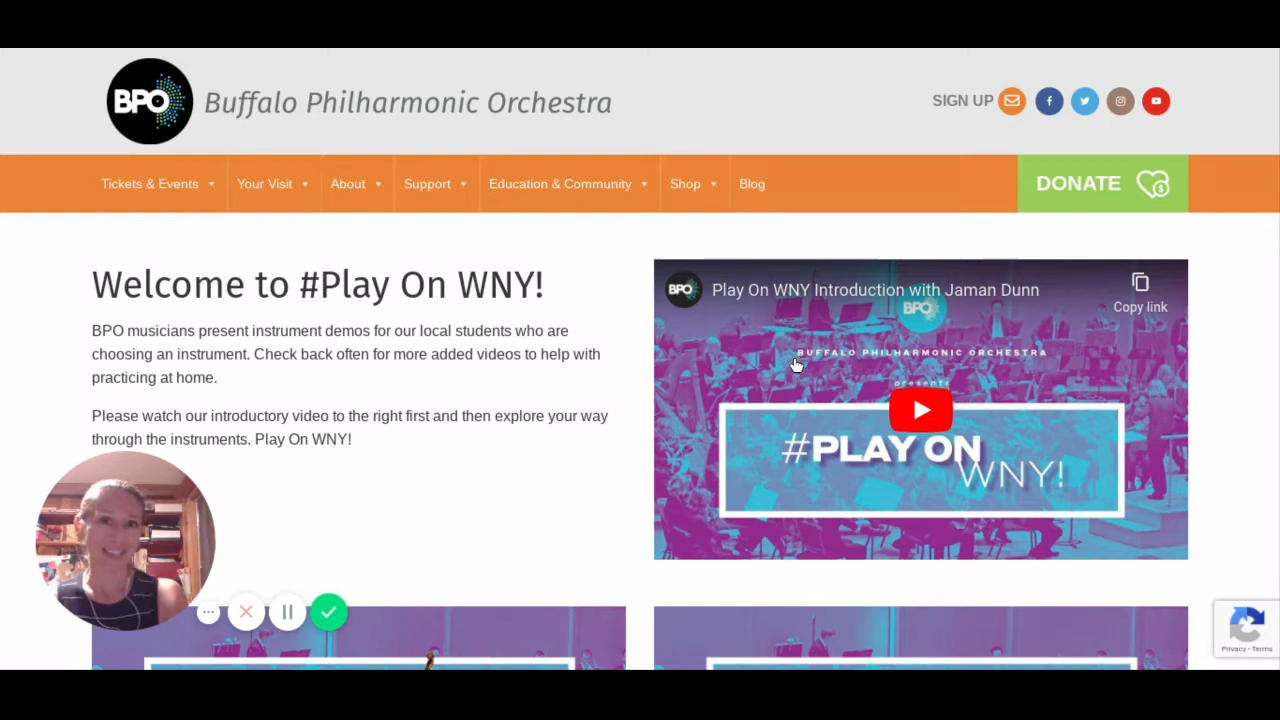 BPO
Buffalo Philharmonic Orchestra
SIGN UP
Tickets & Events
Your Visit
About
Support
Education & Community
Shop
Blog
DONATE
Welcome to #Play On WNY!
BPO musicians present instrument demos for our local students who are
choosing an instrument. Check back often for more added videos to help with
practicing at home.
Please watch our introductory video to the right first and then explore your way
through the instruments. Play On WNY!
BPO
Play On WNY Introduction with Jaman Dunn
Copy link
BPO
BUFFALO PHILHARMONIC ORCHESTRA
presents
#PLAY ON
WNY!
Privacy - Terms